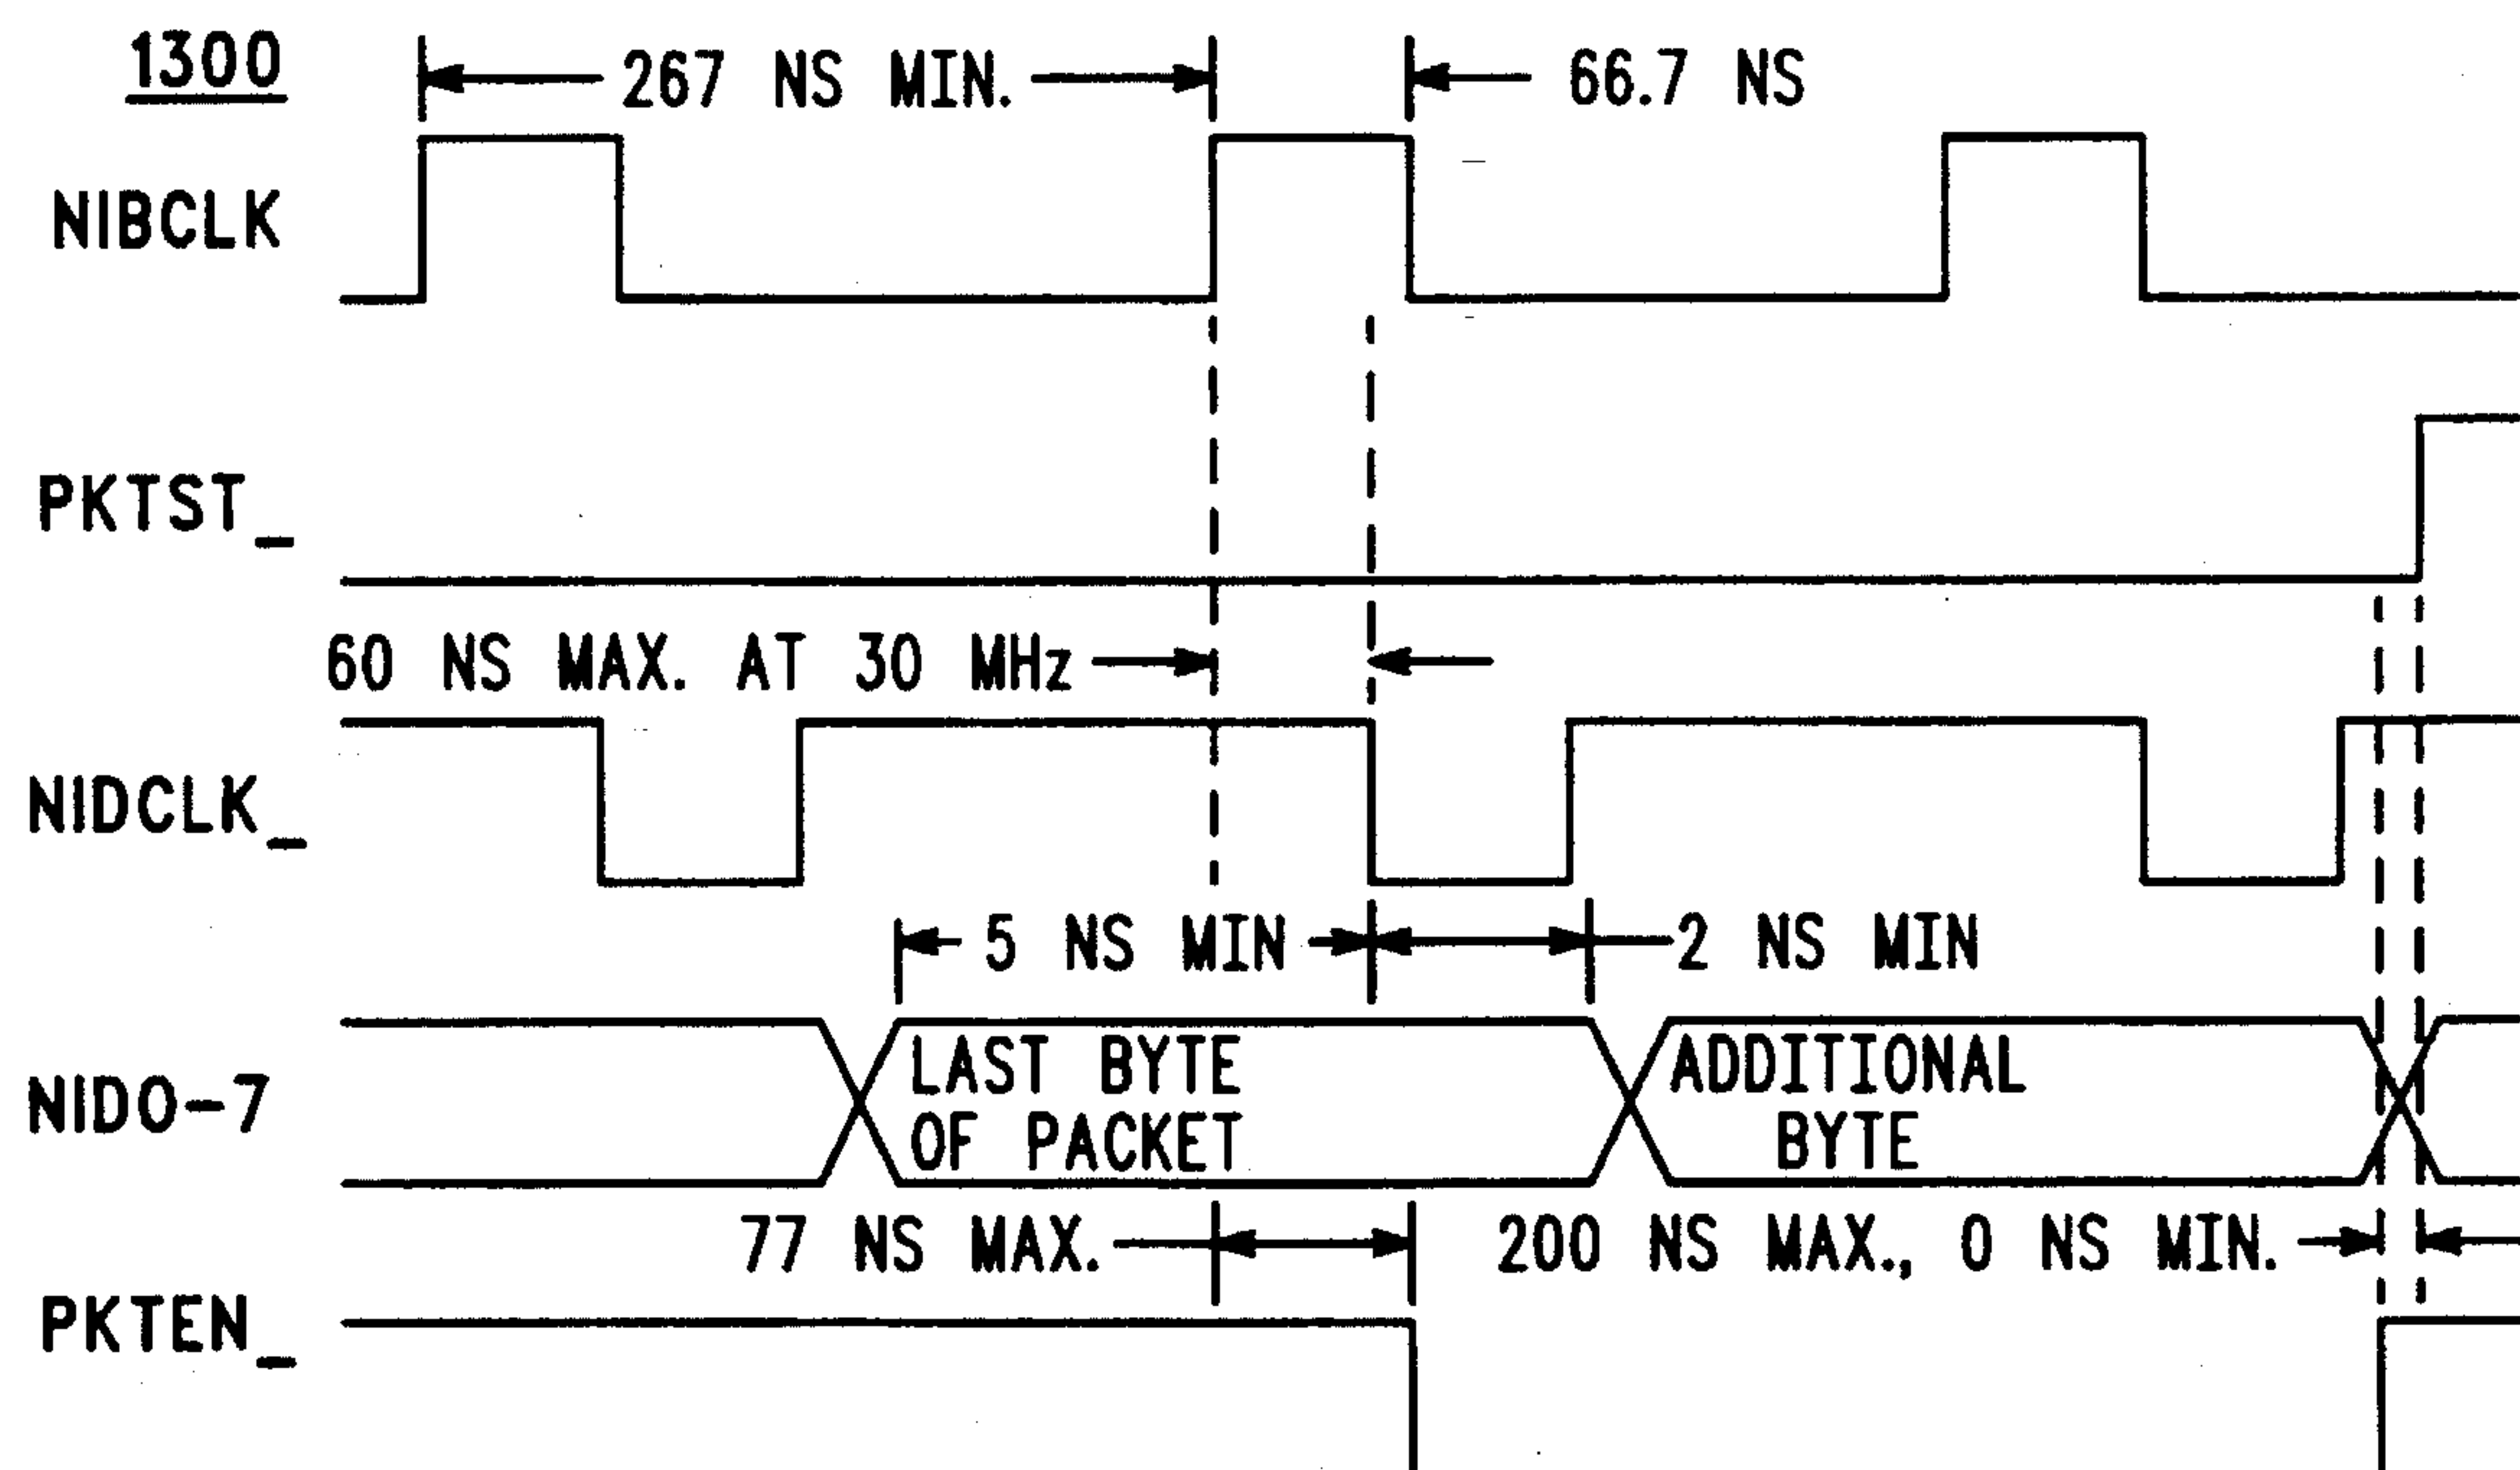 1300
267 NS MIN.
66.7 NS
NIBCLK
PKTST_
60 NS MAX. AT 30 MHz
NIDCLK_
5 NS MIN
2 NS MIN
NIDO-7
LAST BYTE
OF PACKET
ADDITIONAL
BYTE
77 NS MAX.
200 NS MAX., 0 NS MIN.
PKTEN_